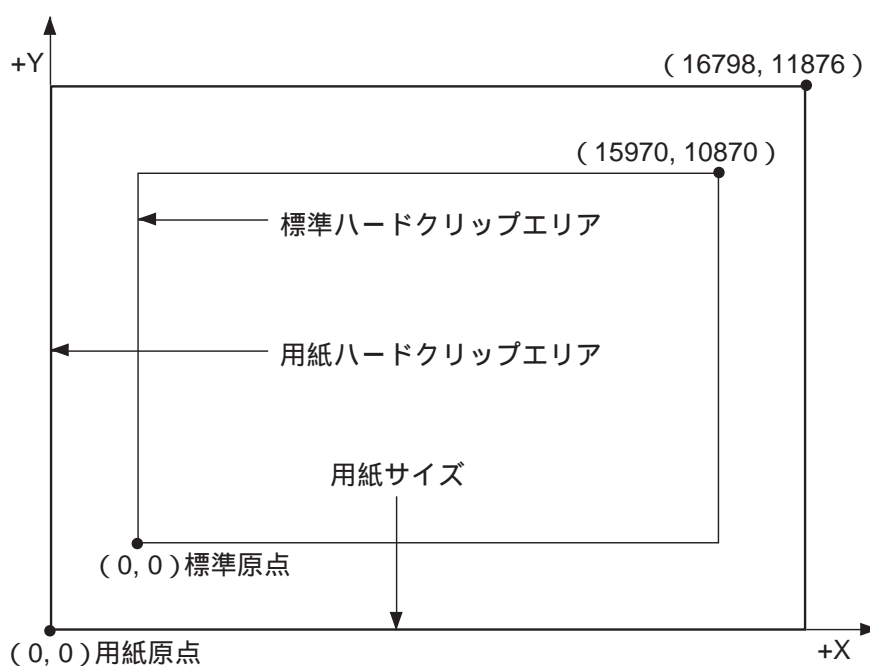 +Y
( 16798, 11876 )
( 15970, 10870 )
標準ハードクリップエリア
用紙ハードクリップエリア
用紙サイズ
( 0, 0 )標準原点
( 0, 0 )用紙原点
+X